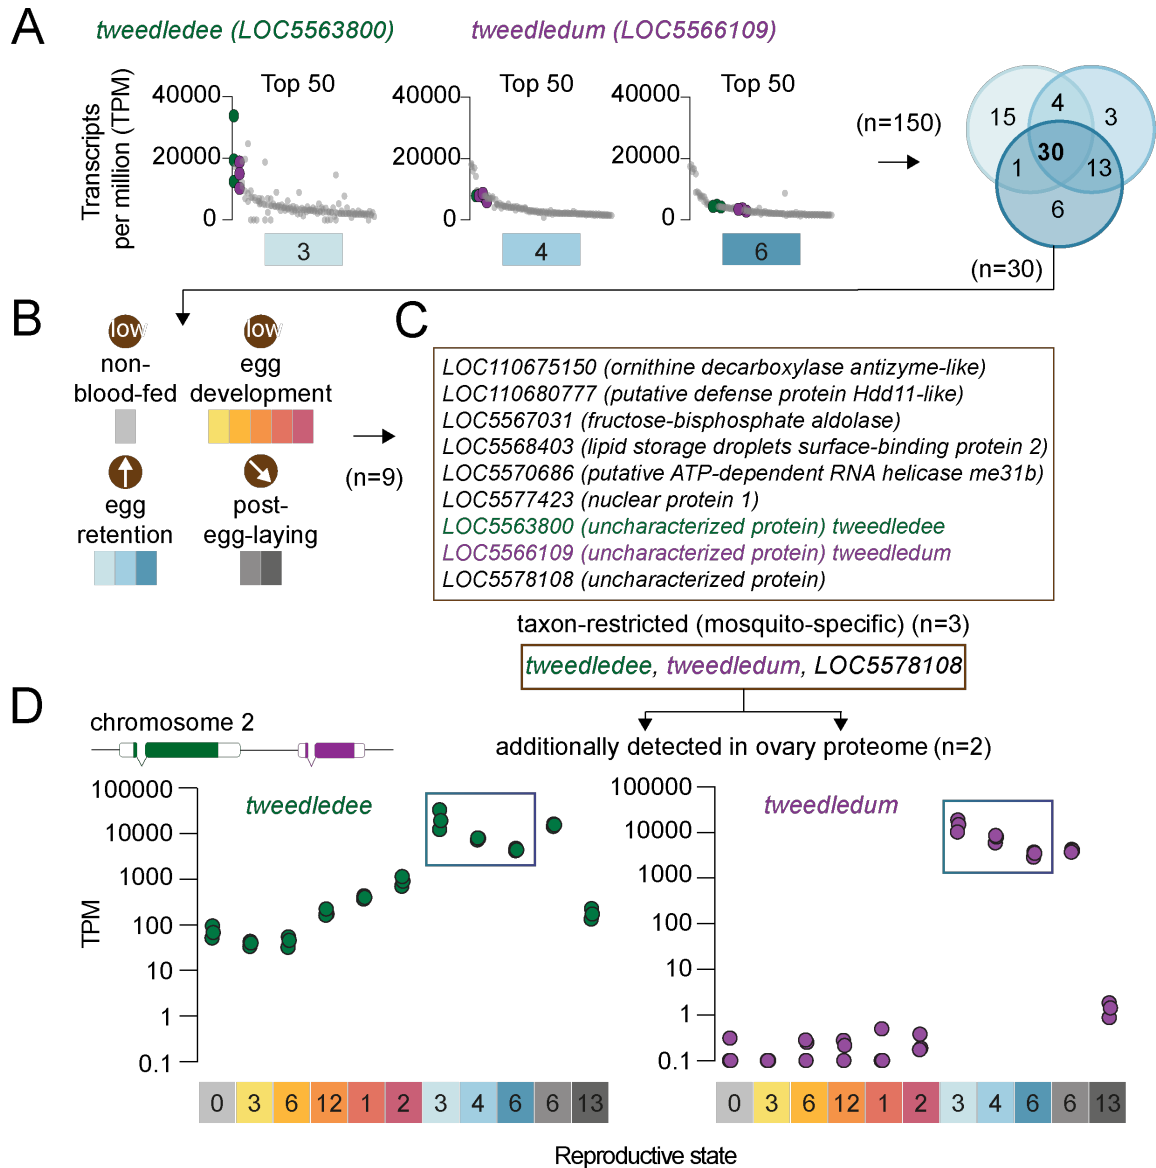 A
tweedledee (LOC5563800)
tweedledum (LOC5566109)
Transcripts
per million (TPM)
Top 50
40000
20000
0
3
Top 50
40000
20000
0
4
Top 50
40000
20000
0
6
(n=150)
15
4
3
1
30
13
6
(n=30)
B
low
non-
blood-fed
low
egg
development
egg
retention
post-
egg-laying
(n=9)
C
LOC110675150 (ornithine decarboxylase antizyme-like)
LOC110680777 (putative defense protein Hdd11-like)
LOC5567031 (fructose-bisphosphate aldolase)
LOC5568403 (lipid storage droplets surface-binding protein 2)
LOC5570686 (putative ATP-dependent RNA helicase me31b)
LOC5577423 (nuclear protein 1)
LOC5563800 (uncharacterized protein) tweedledee
LOC5566109 (uncharacterized protein) tweedledum
LOC5578108 (uncharacterized protein)
taxon-restricted (mosquito-specific) (n=3)
tweedledee, tweedledum, LOC5578108
additionally detected in ovary proteome (n=2)
D
chromosome 2
TPM
tweedledee
100000
10000
1000
100
10
1
0.1
0 3 6 12 1 2 3 4 6 6 13
tweedledum
100000
10000
1000
100
10
1
0.1
0 3 6 12 1 2 3 4 6 6 13
Reproductive state